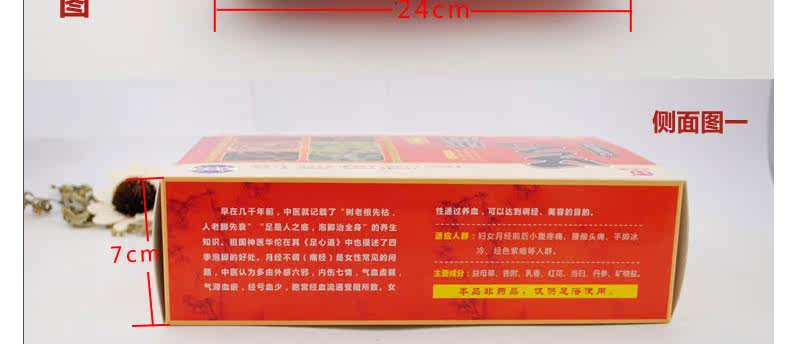 图
24cm
侧面图一
7cm
早在几千年前，中医就记载了“树老根先枯，
人老脚先衰”“足是人之底，泡脚治全身”的养生
知识。祖国神医华佗在其《足心道》中也描述了四
季泡脚的好处。月经不弱（痛经）是女性常见的问
题，中医认为多由外感六邪，内伤七情，气血虚弱，
气滞血瘀，经亏血少，胞宫经血流通受阻所致。女
性通过养血，可以达到调经、美容的目的。
适应人群：妇女月经前后小腹疼痛，腰酸头痛、手脚冰
冷、经色紫暗等人群。
主要成分：益母草、香附、乳香、红花、当归、丹参、矿物盐。
本品非药品，仅供足浴使用。